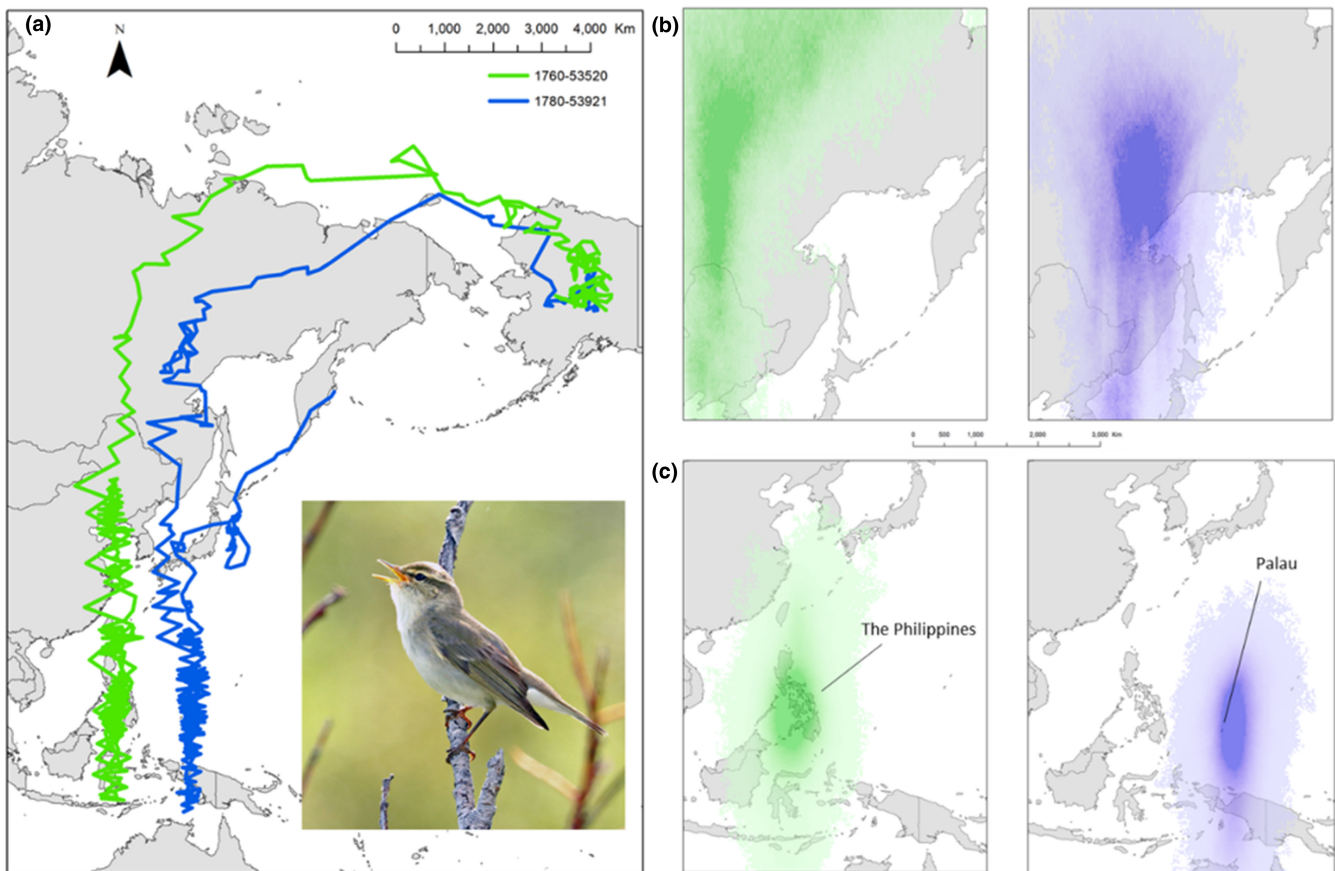 (a)
N
0 1,000 2,000 3,000 4,000 Km
1760-53520
1780-53921
(b)
0 500 1,000 2,000 3,000 Km
(c)
The Philippines
Palau